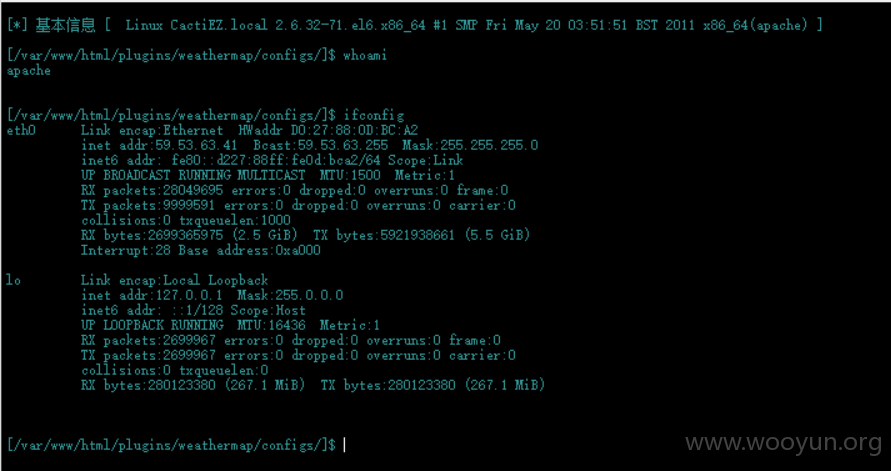 [*] 基本信息 [  Linux CactiEZ.local 2.6.32-71.el6.x86_64 #1 SMP Fri May 20 03:51:51 BST 2011 x86_64(apache) ]
[/var/www/html/plugins/weathermap/configs/]$ whoami
apache
[/var/www/html/plugins/weathermap/configs/]$ ifconfig
eth0      Link encap:Ethernet  HWaddr D0:27:88:0D:BC:A2
          inet addr:59.53.63.41  Bcast:59.53.63.255  Mask:255.255.255.0
          inet6 addr: fe80::d227:88ff:fe0d:bca2/64 Scope:Link
          UP BROADCAST RUNNING MULTICAST  MTU:1500  Metric:1
          RX packets:28049695 errors:0 dropped:0 overruns:0 frame:0
          TX packets:9999591 errors:0 dropped:0 overruns:0 carrier:0
          collisions:0 txqueuelen:1000
          RX bytes:2699365975 (2.5 GiB)  TX bytes:5921938661 (5.5 GiB)
          Interrupt:28 Base address:0xa000
lo        Link encap:Local Loopback
          inet addr:127.0.0.1  Mask:255.0.0.0
          inet6 addr: ::1/128 Scope:Host
          UP LOOPBACK RUNNING  MTU:16436  Metric:1
          RX packets:2699967 errors:0 dropped:0 overruns:0 frame:0
          TX packets:2699967 errors:0 dropped:0 overruns:0 carrier:0
          collisions:0 txqueuelen:0
          RX bytes:280123380 (267.1 MiB)  TX bytes:280123380 (267.1 MiB)
[/var/www/html/plugins/weathermap/configs/]$
www.wooyun.org